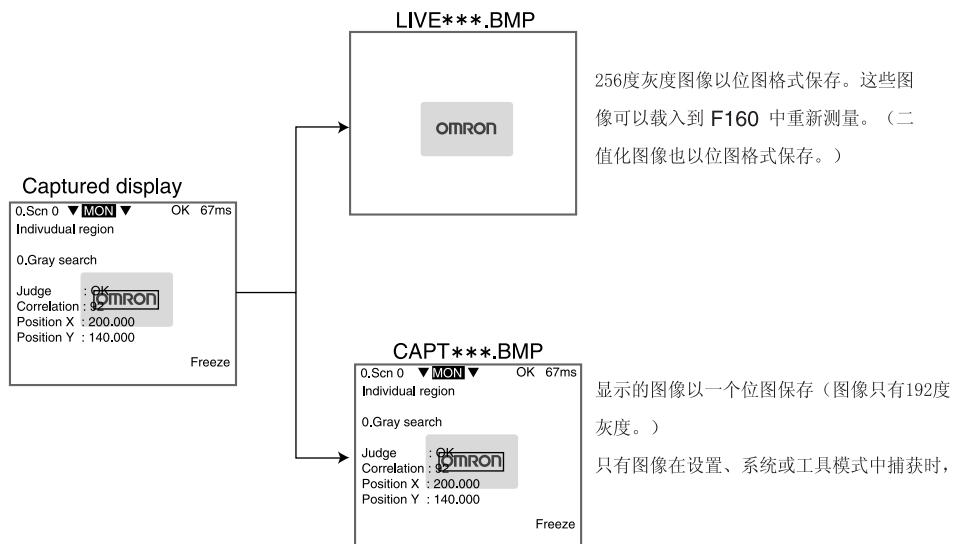 LIVE***.BMP
OMRON
256度灰度图像以位图格式保存。这些图
像可以载入到 F160 中重新测量。（二
值化图像也以位图格式保存。）
Captured display
0.Scn 0 ▼ MON ▼ OK 67ms
Indivudual region
0.Gray search
Judge : OK
Correlation : 92
Position X : 200.000
Position Y : 140.000
OMRON
Freeze
CAPT***.BMP
0.Scn 0 ▼ MON ▼ OK 67ms
Individual region
0.Gray search
Judge : OK
Correlation : 92
Position X : 200.000
Position Y : 140.000
OMRON
Freeze
显示的图像以一个位图保存（图像只有192度
灰度。）
只有图像在设置、系统或工具模式中捕获时，